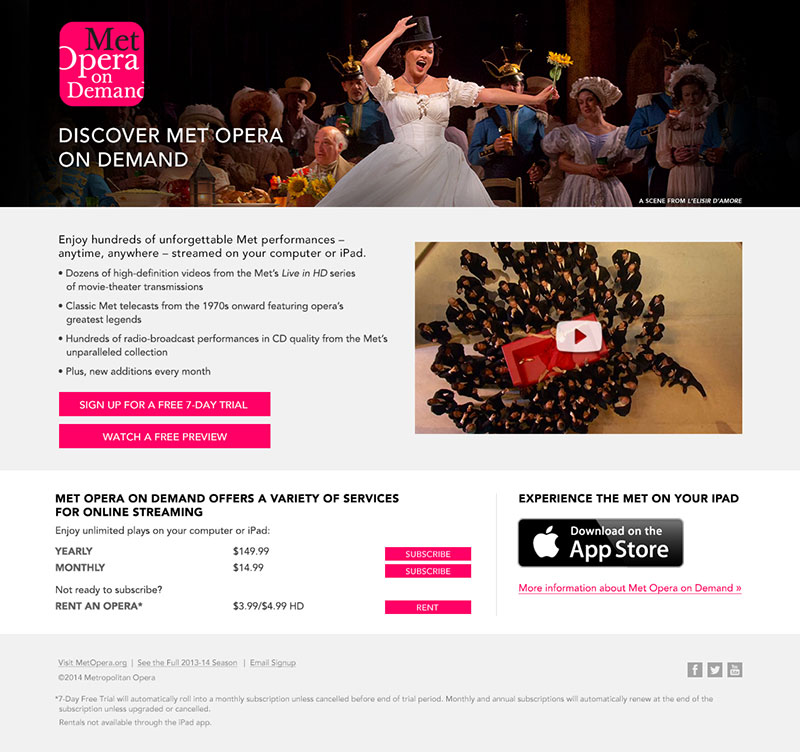 Met
Opera
on
Demand
DISCOVER MET OPERA
ON DEMAND
A SCENE FROM L'ELISIR D'AMORE
Enjoy hundreds of unforgettable Met performances –
anytime, anywhere – streamed on your computer or iPad.
• Dozens of high-definition videos from the Met's Live in HD series
of movie-theater transmissions
• Classic Met telecasts from the 1970s onward featuring opera's
greatest legends
• Hundreds of radio-broadcast performances in CD quality from the Met's
unparalleled collection
• Plus, new additions every month
SIGN UP FOR A FREE 7-DAY TRIAL
WATCH A FREE PREVIEW
MET OPERA ON DEMAND OFFERS A VARIETY OF SERVICES
FOR ONLINE STREAMING
Enjoy unlimited plays on your computer or iPad:
YEARLY $149.99 SUBSCRIBE
MONTHLY $14.99 SUBSCRIBE
Not ready to subscribe?
RENT AN OPERA* $3.99/$4.99 HD RENT
EXPERIENCE THE MET ON YOUR IPAD
Download on the
App Store
More information about Met Opera on Demand »
Visit MetOpera.org | See the Full 2013-14 Season | Email Signup
©2014 Metropolitan Opera
f
You
Tube
*7-Day Free Trial will automatically roll into a monthly subscription unless cancelled before end of trial period. Monthly and annual subscriptions will automatically renew at the end of the
subscription unless upgraded or cancelled.
Rentals not available through the iPad app.